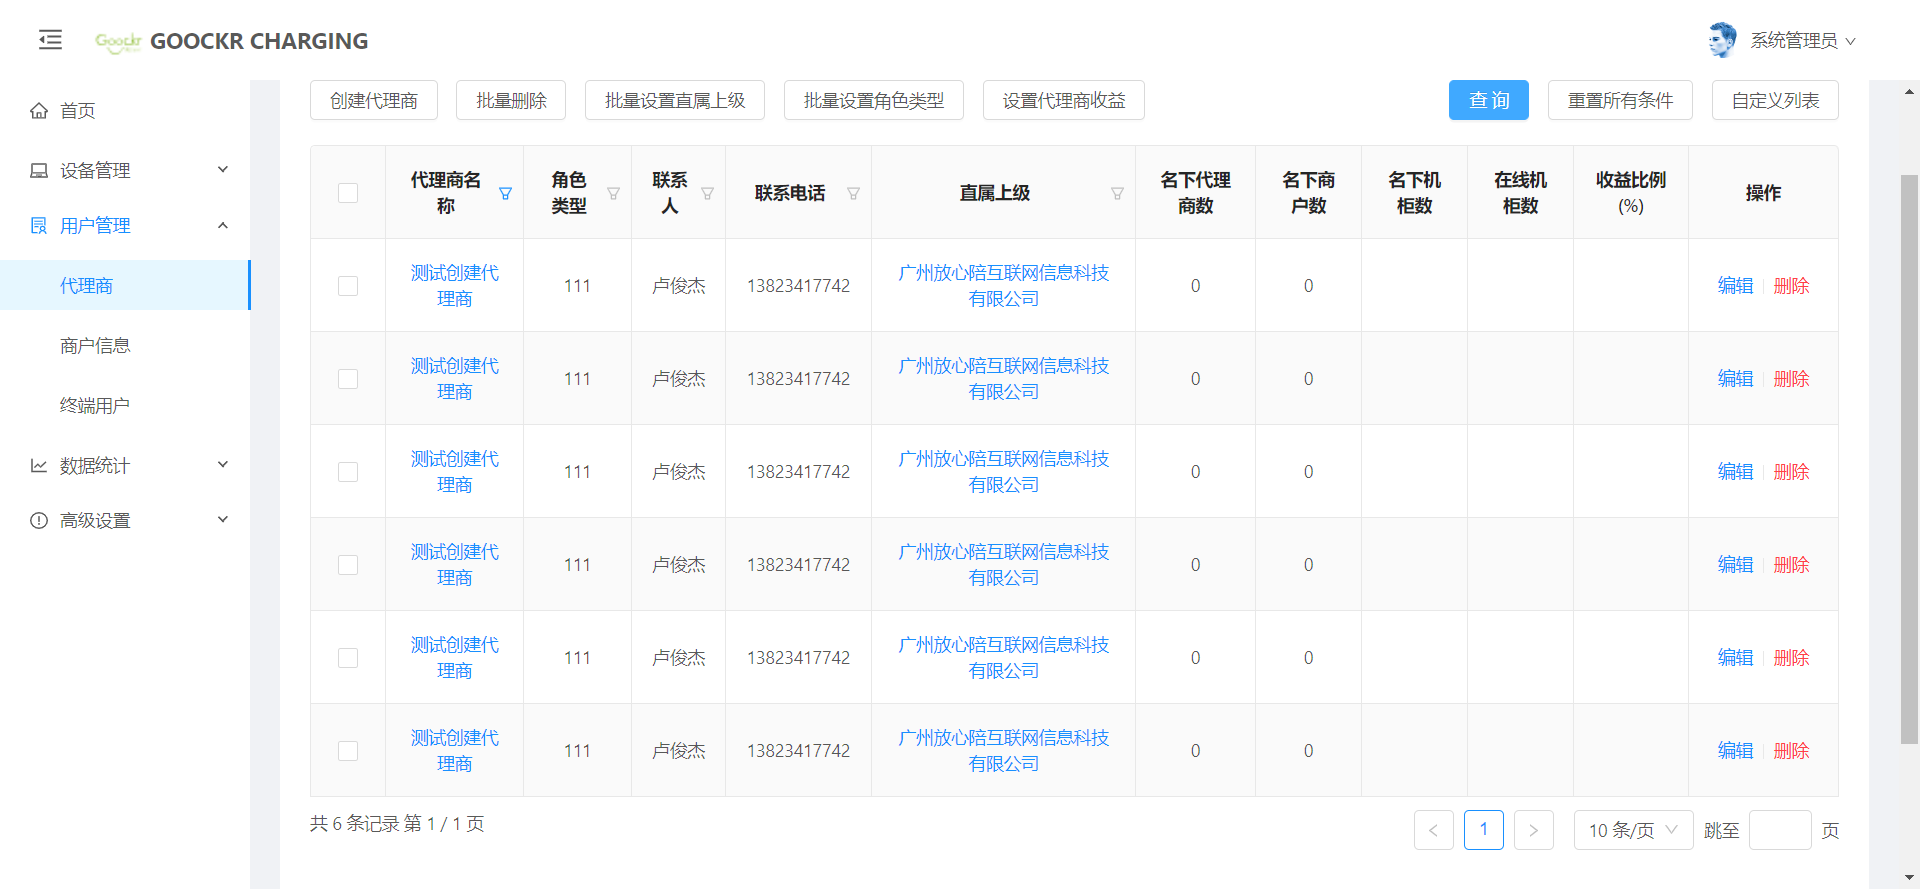 Goockr GOOCKR CHARGING
系统管理员
首页
设备管理
用户管理
代理商
商户信息
终端用户
数据统计
高级设置
创建代理商 批量删除 批量设置直属上级 批量设置角色类型 设置代理商收益 查 询 重置所有条件 自定义列表
代理商名称 角色类型 联系人 联系电话 直属上级 名下代理商数 名下商户数 名下机柜数 在线机柜数 收益比例(%) 操作
测试创建代理商 111 卢俊杰 13823417742 广州放心陪互联网信息科技有限公司 0 0 编辑 删除
测试创建代理商 111 卢俊杰 13823417742 广州放心陪互联网信息科技有限公司 0 0 编辑 删除
测试创建代理商 111 卢俊杰 13823417742 广州放心陪互联网信息科技有限公司 0 0 编辑 删除
测试创建代理商 111 卢俊杰 13823417742 广州放心陪互联网信息科技有限公司 0 0 编辑 删除
测试创建代理商 111 卢俊杰 13823417742 广州放心陪互联网信息科技有限公司 0 0 编辑 删除
测试创建代理商 111 卢俊杰 13823417742 广州放心陪互联网信息科技有限公司 0 0 编辑 删除
共 6 条记录 第 1 / 1 页
< 1 > 10 条/页 跳至 页